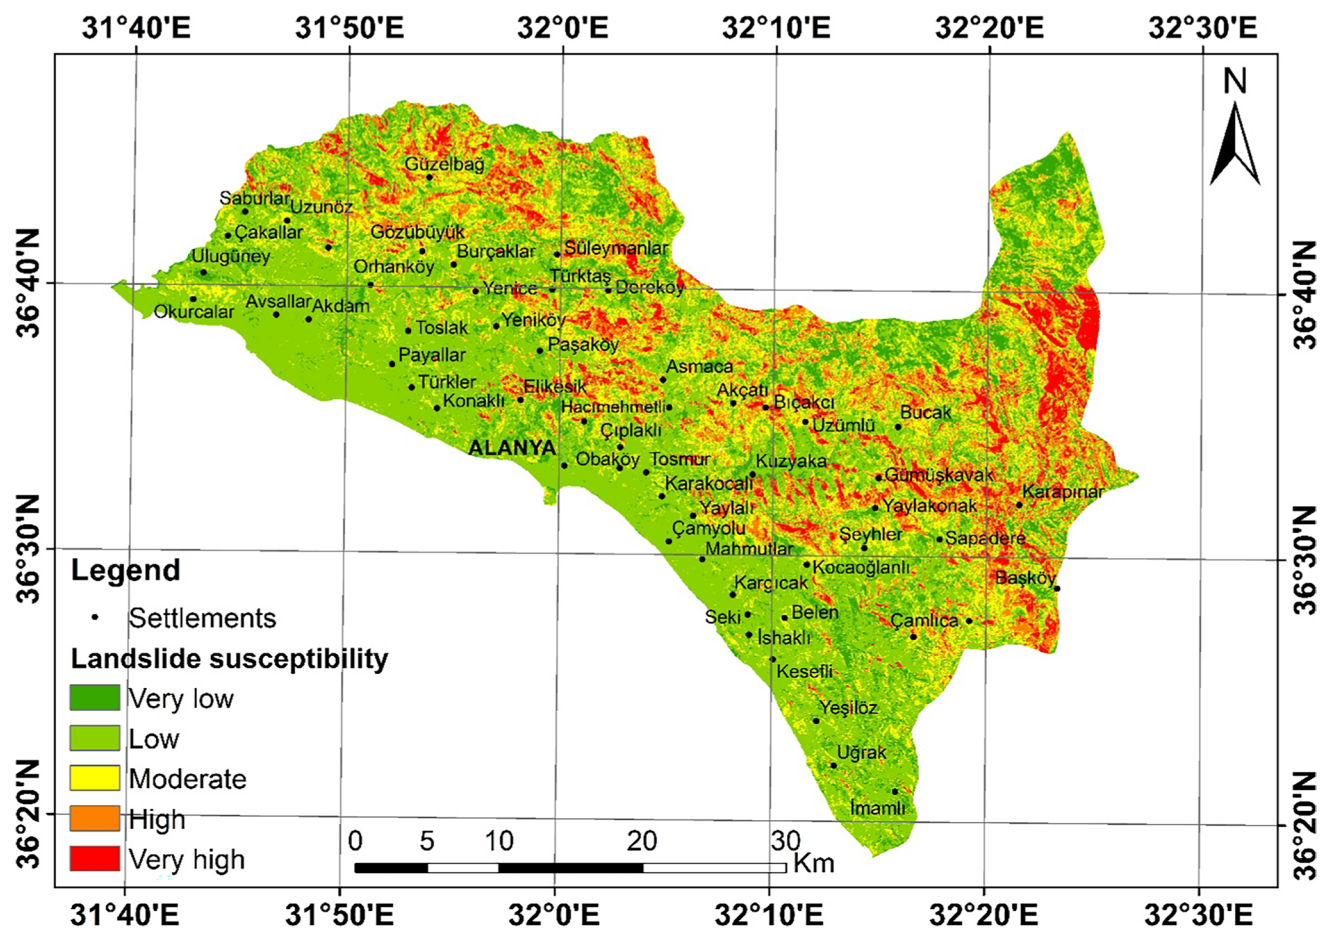 31°40'E 31°50'E 32°0'E 32°10'E 32°20'E 32°30'E
N
Güzelbağ
Saburlar
Uzunöz
Çakallar
Gözübüyük
Burçaklar
Süleymanlar
Ulugüney
Orhanköy
Türktaş
36°40'N
36°40'N
Yenice
Dereköy
Okurcalar
Avsallar
Akdam
Toslak
Yeniköy
Paşaköy
Payallar
Asmaca
Türkler
Elikesik
Akçatı
Konaklı
Hacımehmetli
Bıçakcı
Bucak
Uzümlü
Çıplaklı
ALANYA
Obaköy
Tosmur
Kuzyaka
Gümüşkavak
Karakocalı
Karapınar
Yaylalı
Yaylakonak
Çamyolu
Şeyhler
Sapadere
Mahmutlar
36°30'N
36°30'N
Kocaoğlanlı
Başköy
Kargıcak
Seki
Belen
Çamlıca
İshaklı
Kesefli
Yeşilöz
Uğrak
İmamlı
Legend
Settlements
Landslide susceptibility
Very low
Low
Moderate
High
Very high
36°20'N
36°20'N
0 5 10 20 30
Km
31°40'E 31°50'E 32°0'E 32°10'E 32°20'E 32°30'E